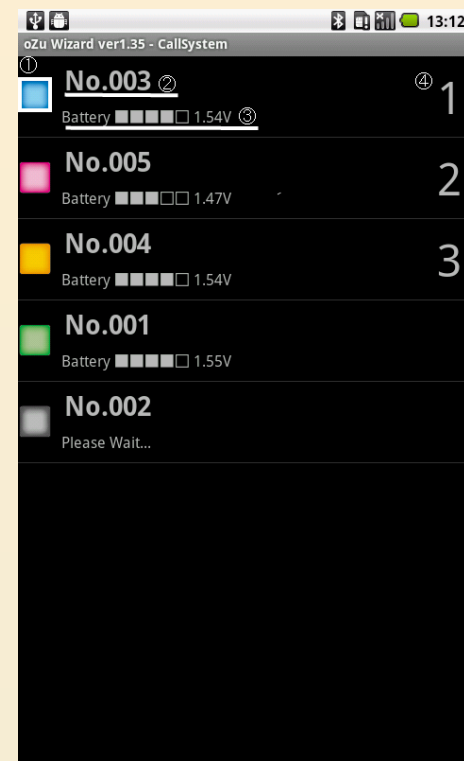 13:12
oZu Wizard ver1.35 - CallSystem
①
No.003 ②
④ 1
Battery ■■■■□ 1.54V ③
No.005
2
Battery ■■■□□ 1.47V
No.004
3
Battery ■■■■□ 1.54V
No.001
Battery ■■■■□ 1.55V
No.002
Please Wait...